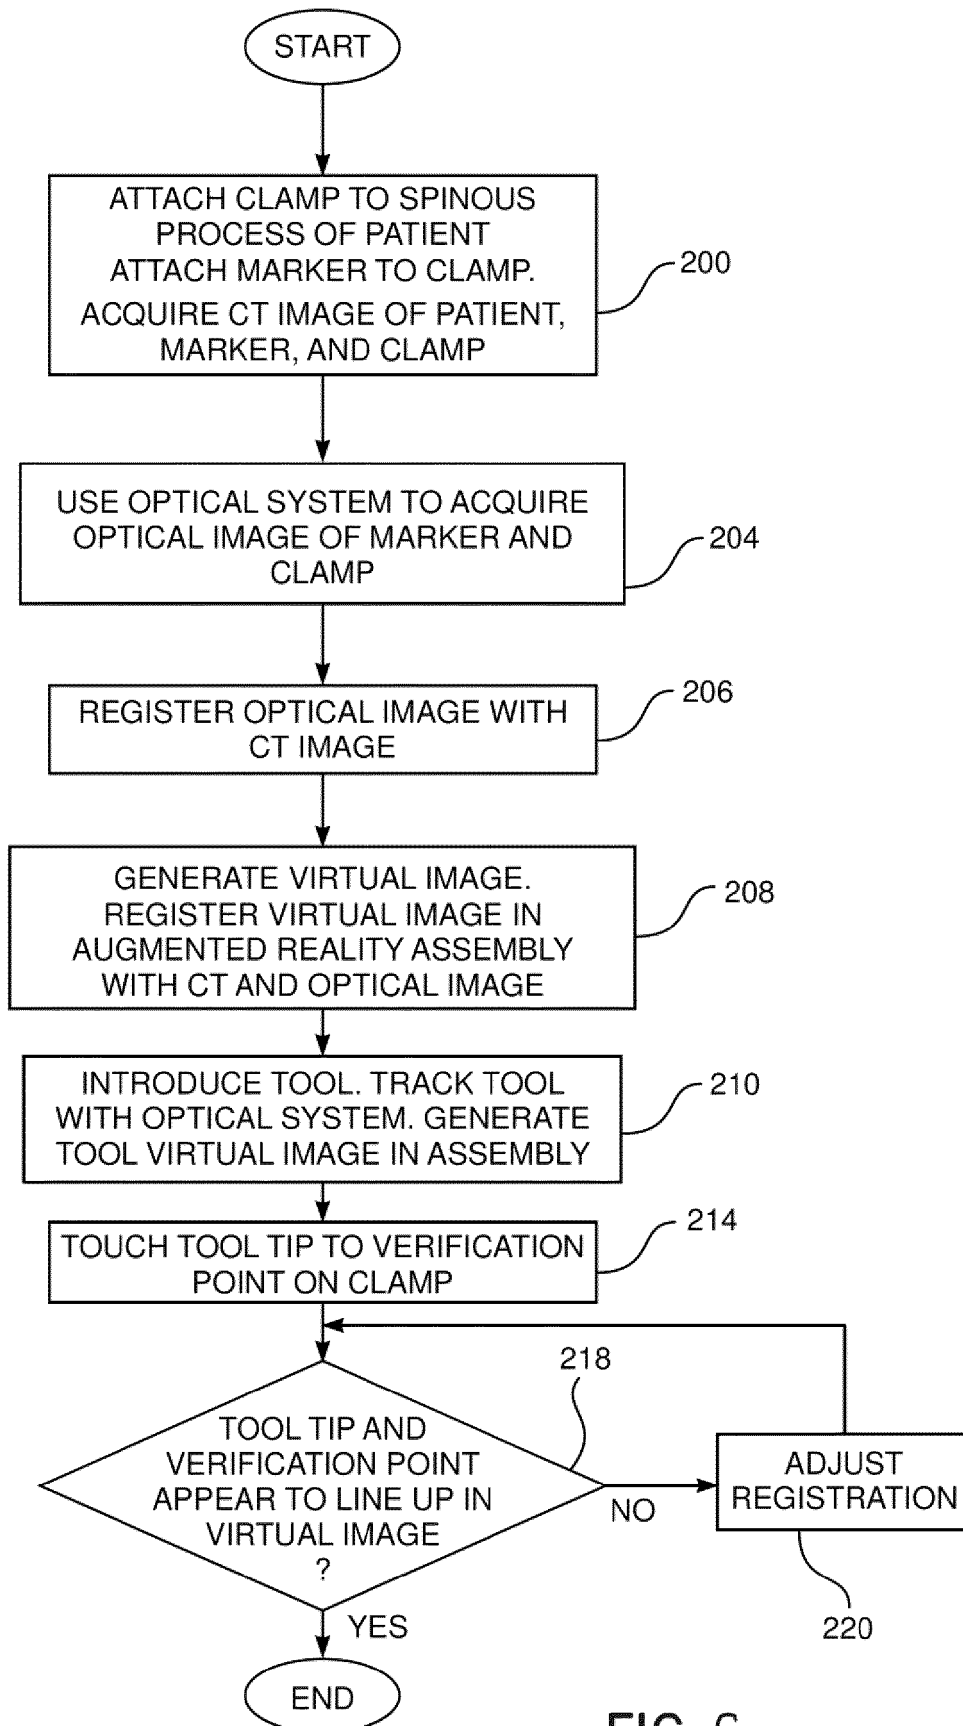 START
ATTACH CLAMP TO SPINOUS
PROCESS OF PATIENT
ATTACH MARKER TO CLAMP.
ACQUIRE CT IMAGE OF PATIENT,
MARKER, AND CLAMP
200
USE OPTICAL SYSTEM TO ACQUIRE
OPTICAL IMAGE OF MARKER AND
CLAMP
204
REGISTER OPTICAL IMAGE WITH
CT IMAGE
206
GENERATE VIRTUAL IMAGE.
REGISTER VIRTUAL IMAGE IN
AUGMENTED REALITY ASSEMBLY
WITH CT AND OPTICAL IMAGE
208
INTRODUCE TOOL. TRACK TOOL
WITH OPTICAL SYSTEM. GENERATE
TOOL VIRTUAL IMAGE IN ASSEMBLY
210
TOUCH TOOL TIP TO VERIFICATION
POINT ON CLAMP
214
218
TOOL TIP AND
VERIFICATION POINT
APPEAR TO LINE UP IN
VIRTUAL IMAGE
?
NO
ADJUST
REGISTRATION
220
YES
END
FIG.